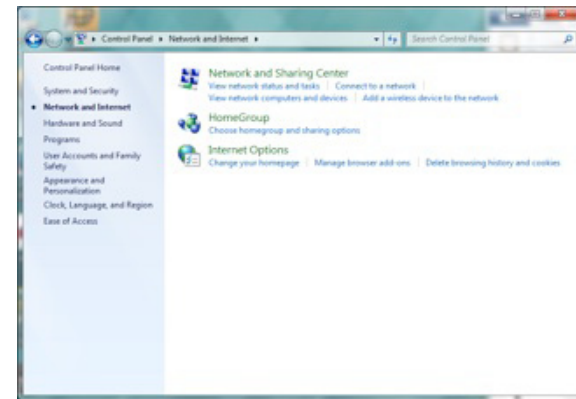 Control Panel ▸ Network and Internet ▸
Search Control Panel
Control Panel Home
System and Security
Network and Internet
Hardware and Sound
Programs
User Accounts and Family
Safety
Appearance and
Personalization
Clock, Language, and Region
Ease of Access
Network and Sharing Center
View network status and tasks | Connect to a network
View network computers and devices | Add a wireless device to the network
HomeGroup
Choose homegroup and sharing options
Internet Options
Change your homepage | Manage browser add-ons | Delete browsing history and cookies